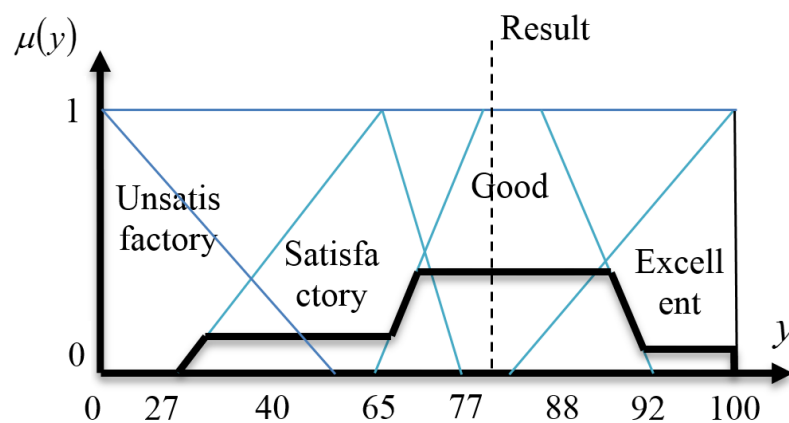 Result
μ(y)
1
Unsatis
factory
Good
Satisfa
ctory
Excell
ent
0
y
0 27 40 65 77 88 92 100